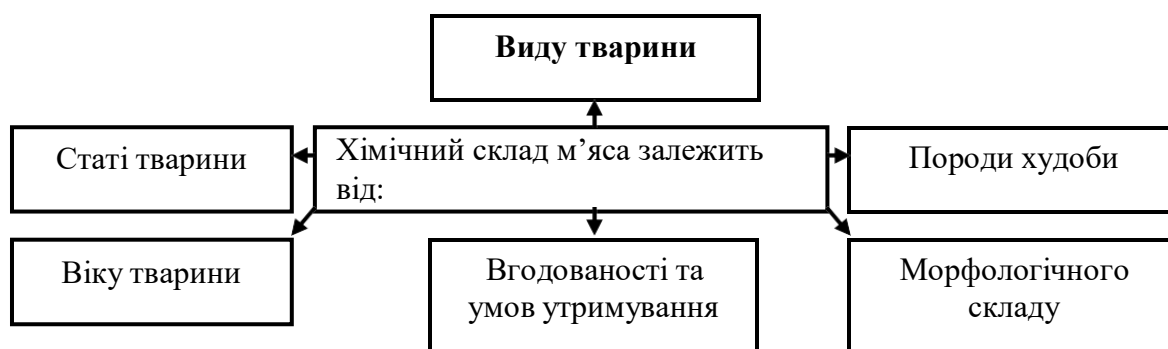 Виду тварини
Статі тварини
Хімічний склад м’яса залежить
від:
Породи худоби
Віку тварини
Вгодованості та
умов утримування
Морфологічного
складу